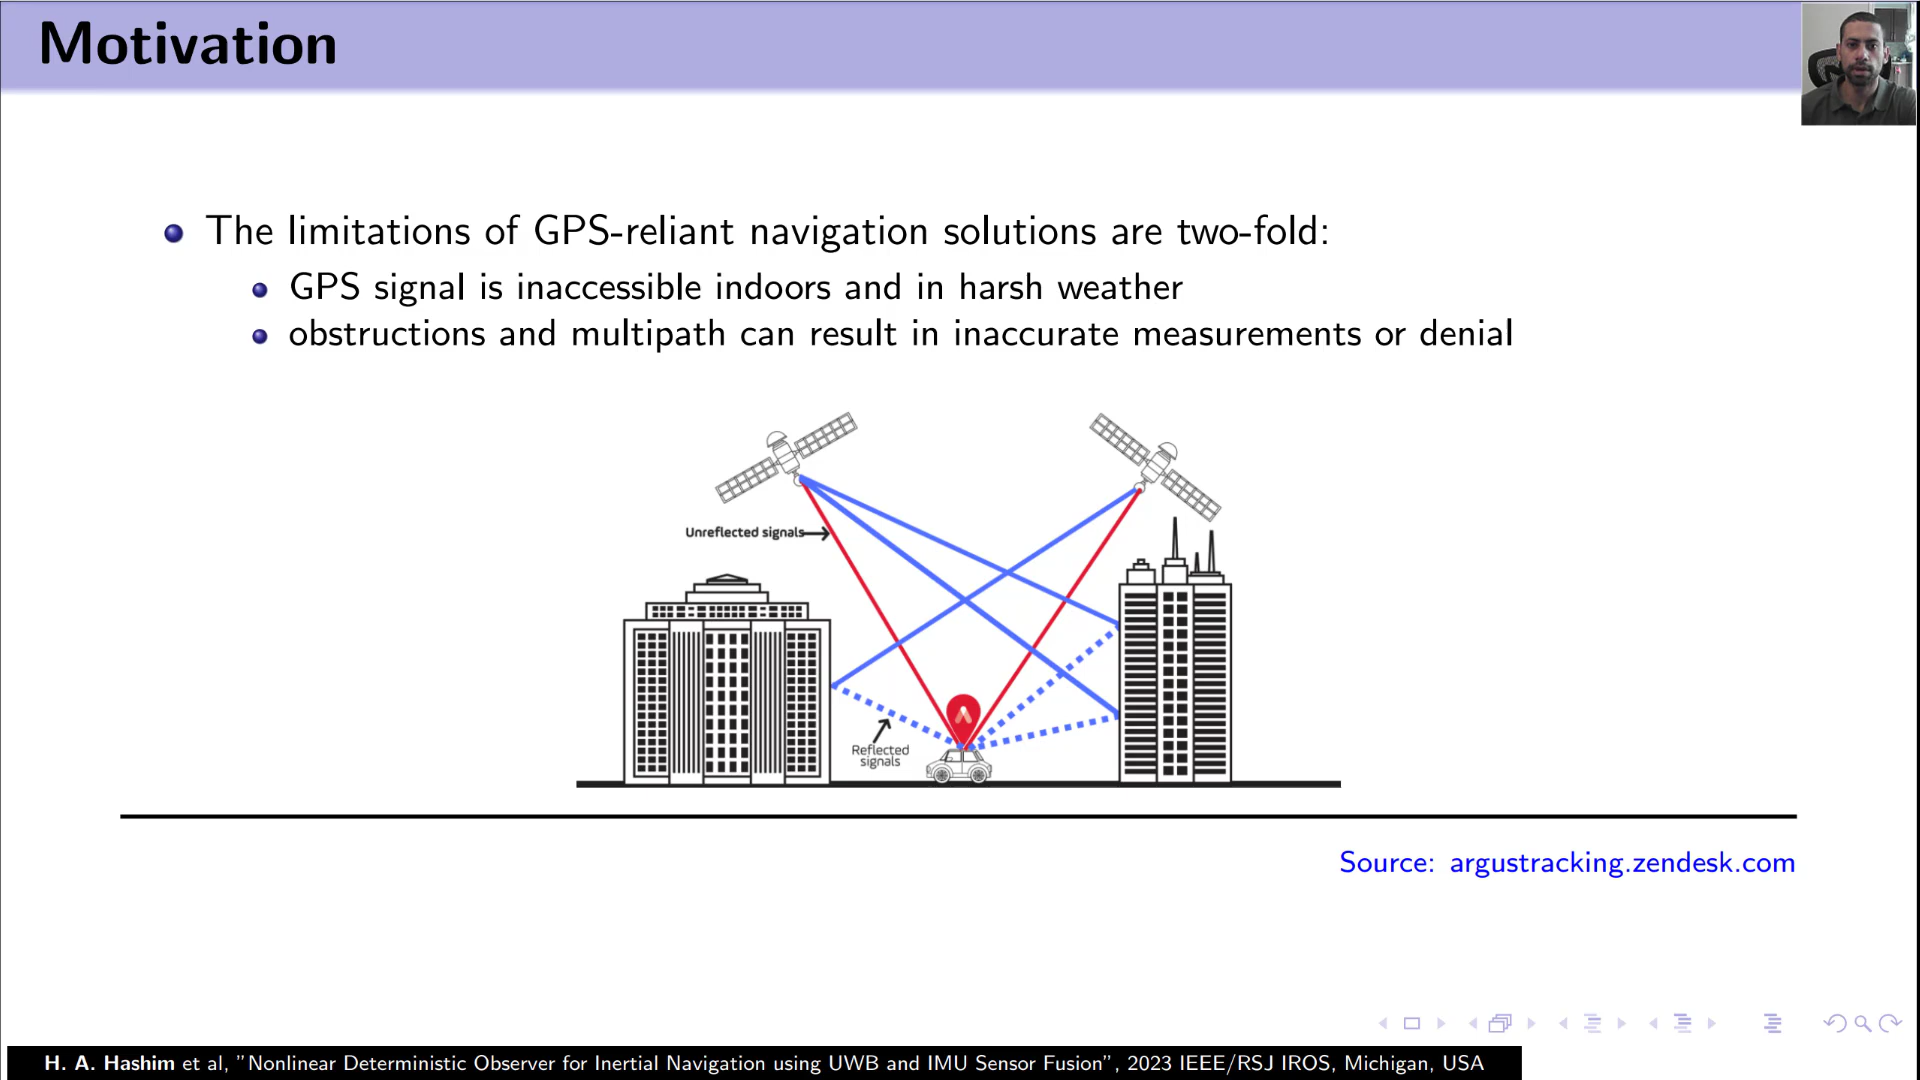 Motivation
The limitations of GPS-reliant navigation solutions are two-fold:
GPS signal is inaccessible indoors and in harsh weather
obstructions and multipath can result in inaccurate measurements or denial
Unreflected signals
Reflected
signals
Source: argustracking.zendesk.com
H. A. Hashim et al, "Nonlinear Deterministic Observer for Inertial Navigation using UWB and IMU Sensor Fusion", 2023 IEEE/RSJ IROS, Michigan, USA